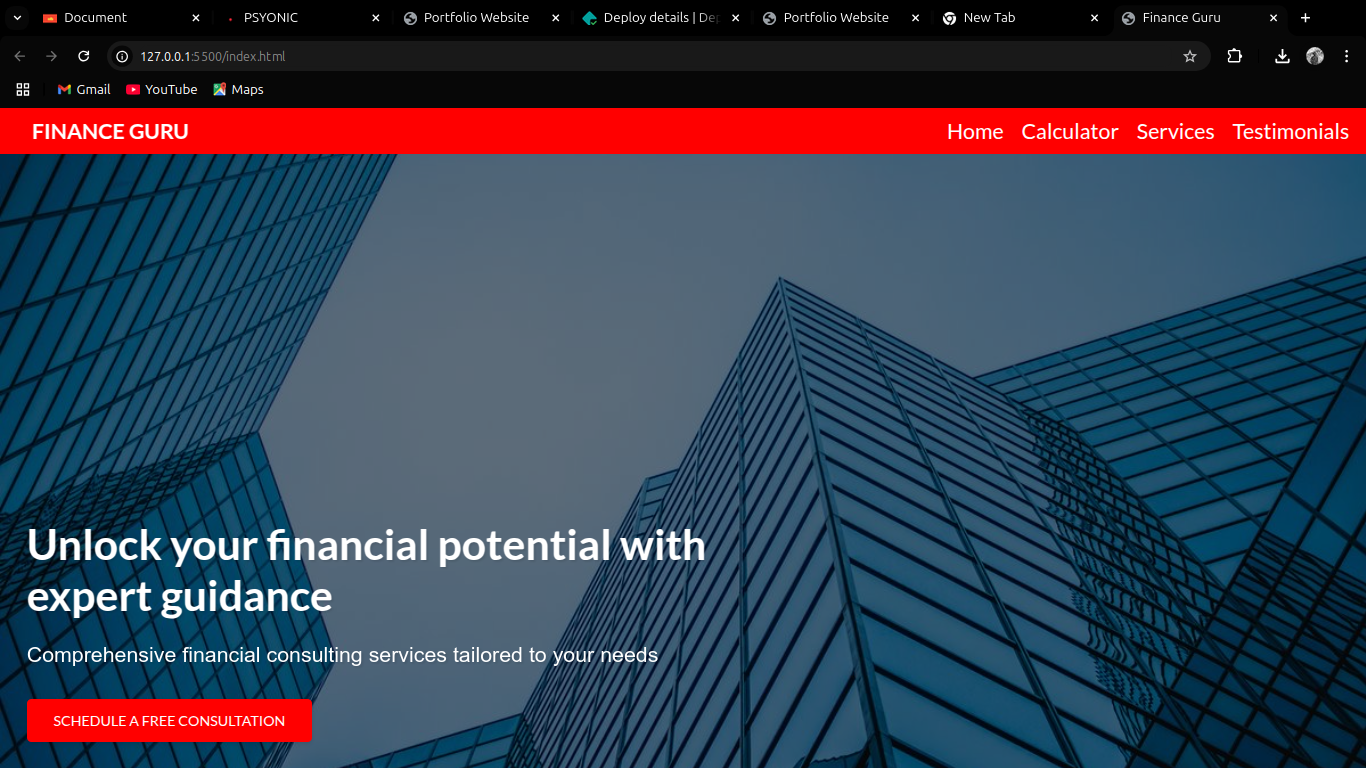 Document
PSYONIC
Portfolio Website
Deploy details | Dep
Portfolio Website
New Tab
Finance Guru
127.0.0.1:5500/index.html
Gmail
YouTube
Maps
FINANCE GURU
Home
Calculator
Services
Testimonials
Unlock your financial potential with
expert guidance
Comprehensive financial consulting services tailored to your needs
SCHEDULE A FREE CONSULTATION